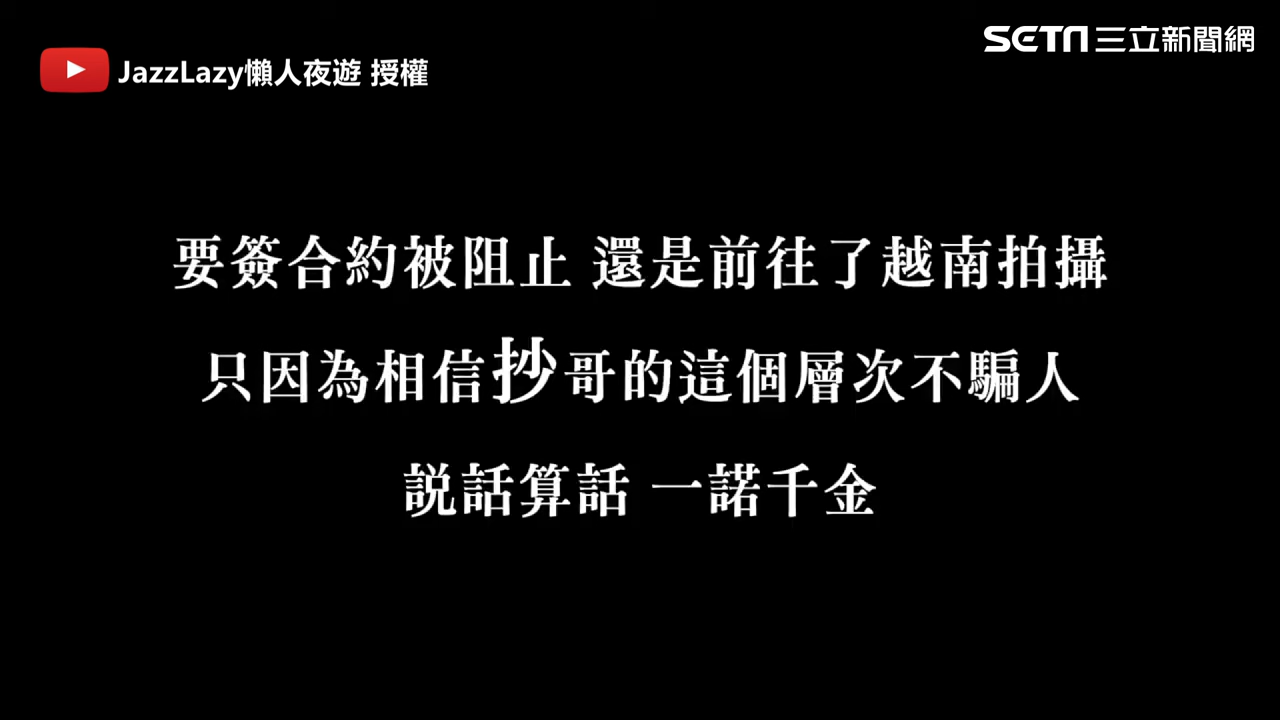 JazzLazy懶人夜遊 授權
SETN三立新聞網
要簽合約被阻止 還是前往了越南拍攝
只因為相信抄哥的這個層次不騙人
説話算話 一諾千金